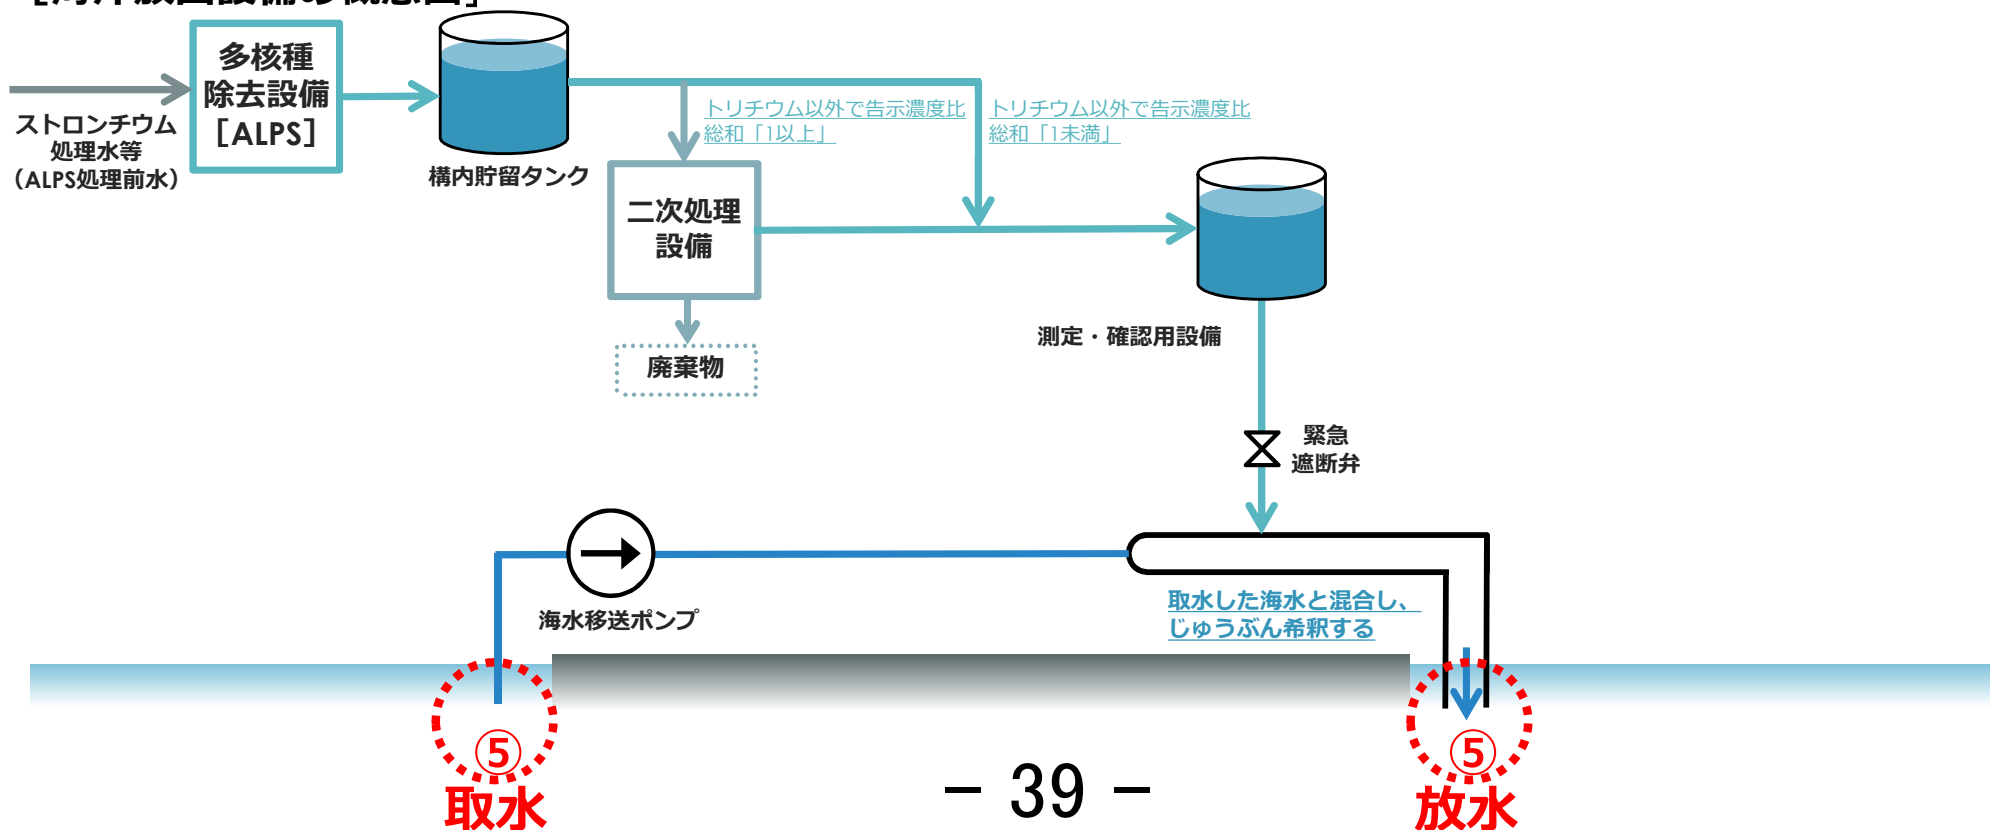 多核種
除去設備
［ALPS］
ストロンチウム
処理水等
（ALPS処理前水）
構内貯留タンク
トリチウム以外で告示濃度比
総和「1以上」
トリチウム以外で告示濃度比
総和「1未満」
二次処理
設備
廃棄物
測定・確認用設備
緊急
遮断弁
海水移送ポンプ
取水した海水と混合し、
じゅうぶん希釈する
⑤
取水
⑤
放水
－ 39 －